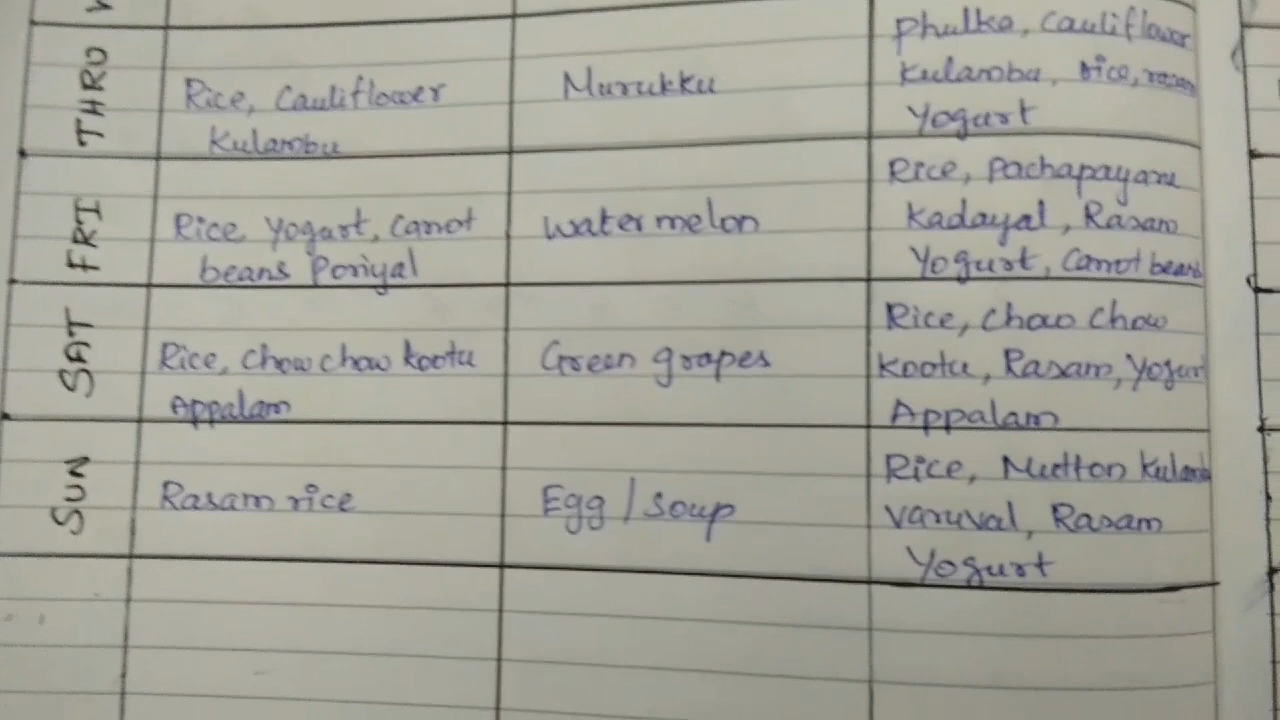 THRU
Rice, Cauliflower
Kulambu
Murukku
Phulka, Cauliflower
Kulambu, rice, rasam
Yogurt
FRI
Rice Yogurt, Carrot
beans Poriyal
Watermelon
Rice, Pachapayaru
Kadayal, Rasam
Yogurt, Carrot beans
SAT
Rice, Chow chow kootu
Appalam
Green grapes
Rice, Chow Chow
Kootu, Rasam, Yogurt
Appalam
SUN
Rasam rice
Egg / Soup
Rice, Mutton Kulambu
Varuval, Rasam
Yogurt